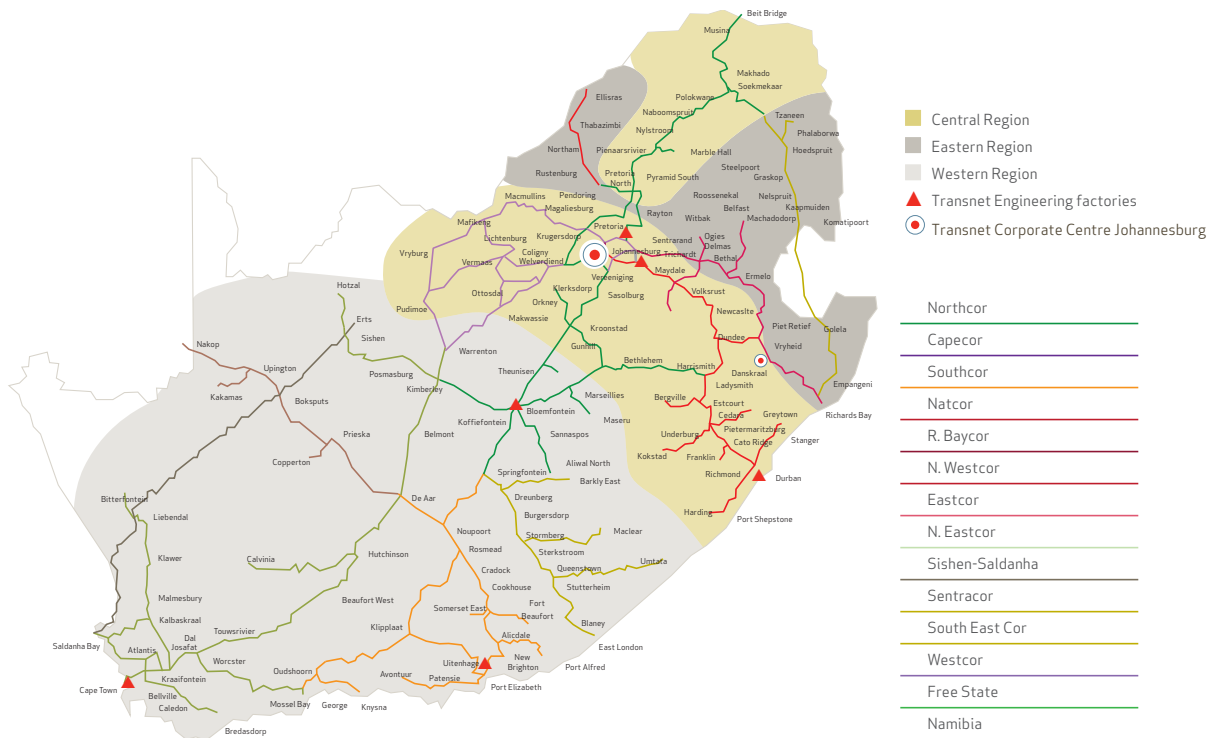 Beit Bridge
Musina
Makhado
Soekmekaar
Ellisras
Polokwane
Naboomspruit
Tzaneen
Thabazimbi
Nylstroom
Phalaborwa
Hoedspruit
Northam
Pienaarsrivier
Marble Hall
Steelpoort
Graskop
Rustenburg
Pretoria
North
Pyramid South
Macmullins
Pendoring
Roossenekal
Nelspruit
Magaliesburg
Belfast
Kaapmuiden
Rayton
Witbak
Machadodorp
Komatipoort
Mafikeng
Pretoria
Lichtenburg
Krugersdorp
Sentrarand
Ogies
Delmas
Vryburg
Coligny
Welverdiend
Johannesburg
Trichardt
Bethal
Vermaas
Maydale
Ermelo
Vereeniging
Hotzal
Klerksdorp
Sasolburg
Volksrust
Ottosdal
Orkney
Pudimoe
Makwassie
Newcaslte
Erts
Sishen
Kroonstad
Piet Retief
Golela
Nakop
Gunhill
Dundee
Vryheid
Warrenton
Upington
Posmasburg
Theunisen
Bethlehem
Harrismith
Danskraal
Kakamas
Kimberley
Ladysmith
Empangeni
Boksputs
Marseillies
Bergville
Estcourt
Bloemfontein
Cedara
Greytown
Richards Bay
Koffiefontein
Maseru
Pietermaritzburg
Prieska
Belmont
Sannaspos
Underburg
Cato Ridge
Stanger
Copperton
Kokstad
Franklin
Aliwal North
Springfontein
Barkly East
Richmond
Durban
Bitterfontein
De Aar
Dreunberg
Harding
Port Shepstone
Liebendal
Burgersdorp
Noupoort
Stormberg
Maclear
Klawer
Calvinia
Hutchinson
Rosmead
Sterkstroom
Cradock
Queenstown
Umtata
Cookhouse
Stutterheim
Malmesbury
Beaufort West
Somerset East
Fort
Beaufort
Kalbaskraal
Klipplaat
Blaney
Saldanha Bay
Dal
Josafat
Touwsrivier
Alicdale
East London
Atlantis
Worcster
Oudshoorn
Uitenhage
New
Brighton
Port Alfred
Kraaifontein
Avontuur
Patensie
Cape Town
Port Elizabeth
Bellville
Caledon
Mossel Bay
George
Knysna
Bredasdorp
Central Region
Eastern Region
Western Region
Transnet Engineering factories
Transnet Corporate Centre Johannesburg
Northcor
Capecor
Southcor
Natcor
R. Baycor
N. Westcor
Eastcor
N. Eastcor
Sishen-Saldanha
Sentracor
South East Cor
Westcor
Free State
Namibia